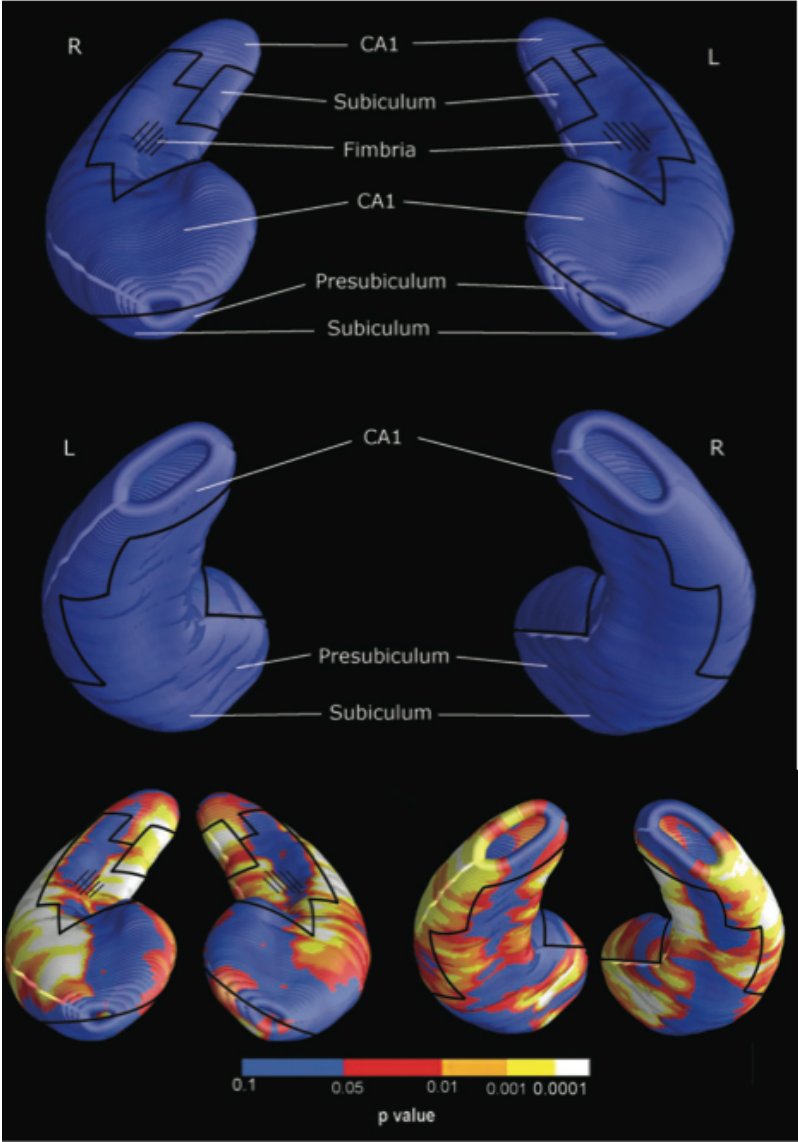 R
L
CA1
Subiculum
Fimbria
CA1
Presubiculum
Subiculum
L
R
CA1
Presubiculum
Subiculum
0.1 0.05 0.01 0.001 0.0001
p value